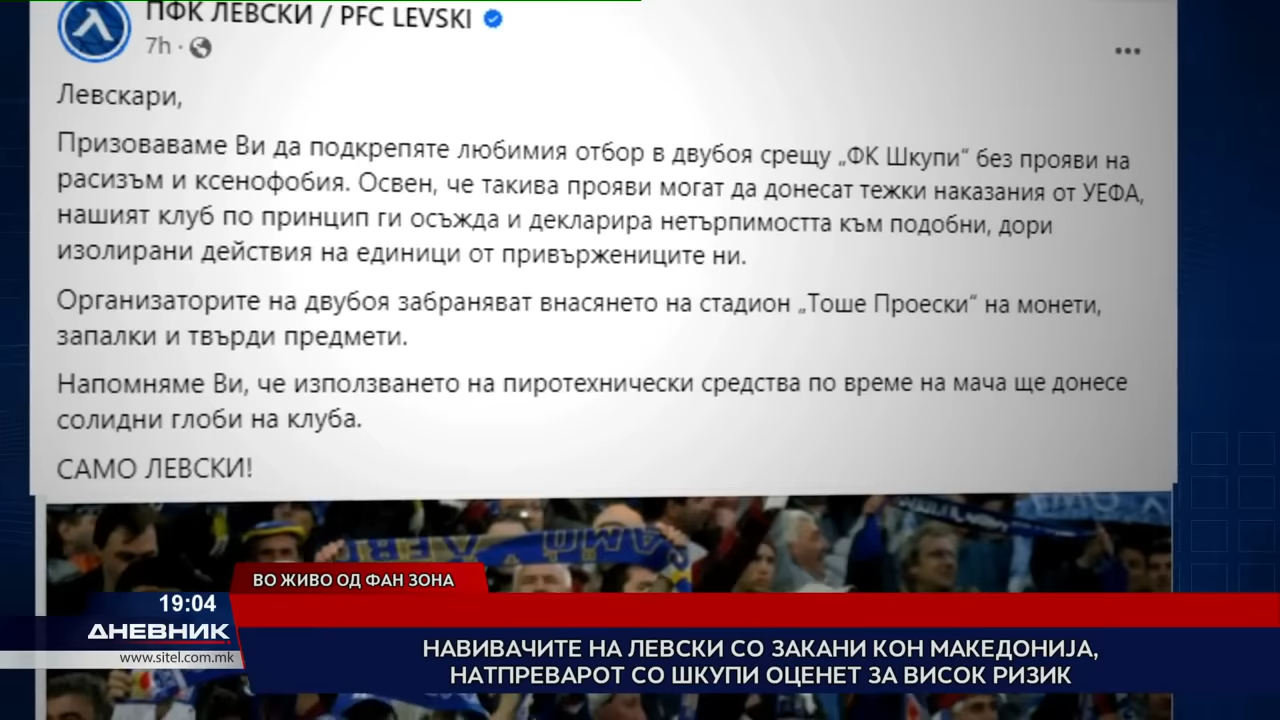 ПФК ЛЕВСКИ / PFC LEVSKI
7h ·
Левскари,
Призоваваме Ви да подкрепяте любимия отбор в двубоя срещу „ФК Шкупи“ без прояви на
расизъм и ксенофобия. Освен, че такива прояви могат да донесат тежки наказания от УЕФА,
нашият клуб по принцип ги осъжда и декларира нетърпимостта към подобни, дори
изолирани действия на единици от привържениците ни.
Организаторите на двубоя забраняват внасянето на стадион „Тоше Проески“ на монети,
запалки и твърди предмети.
Напомняме Ви, че използването на пиротехнически средства по време на мача ще донесе
солидни глоби на клуба.
САМО ЛЕВСКИ!
ВО ЖИВО ОД ФАН ЗОНА
19:04
ДНЕВНИК
www.sitel.com.mk
НАВИВАЧИТЕ НА ЛЕВСКИ СО ЗАКАНИ КОН МАКЕДОНИЈА,
НАТПРЕВАРОТ СО ШКУПИ ОЦЕНЕТ ЗА ВИСОК РИЗИК